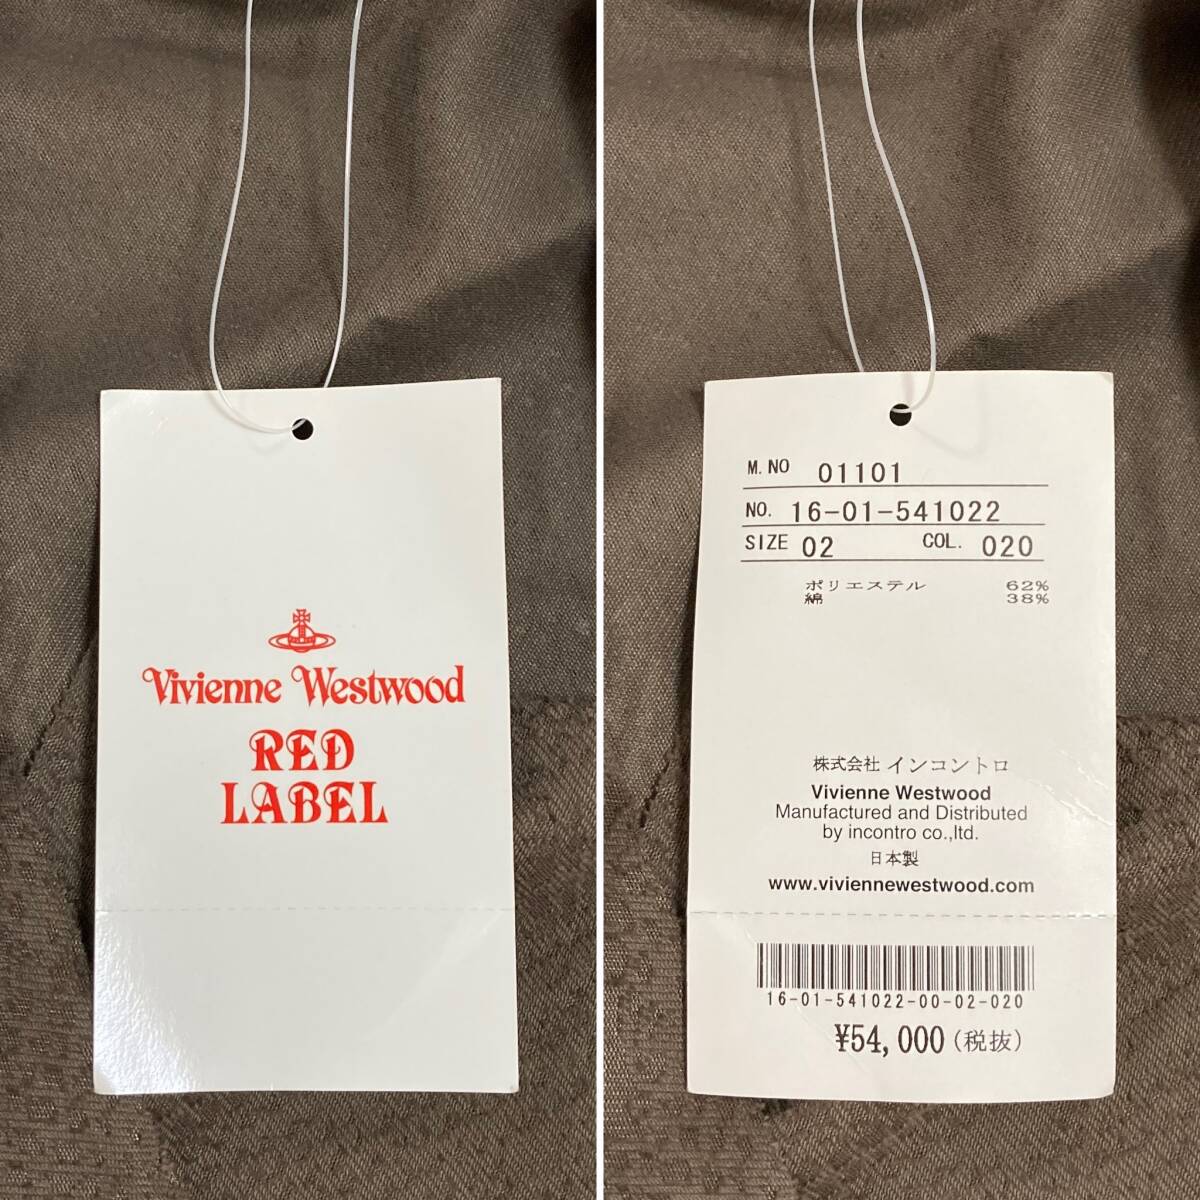 Vivienne Westwood
RED
LABEL
M.NO 01101
NO. 16-01-541022
SIZE 02 COL. 020
ポリエステル 62%
綿 38%
株式会社 インコントロ
Vivienne Westwood
Manufactured and Distributed
by incontro co.,ltd.
日本製
www.viviennewestwood.com
16-01-541022-00-02-020
¥54,000(税抜)